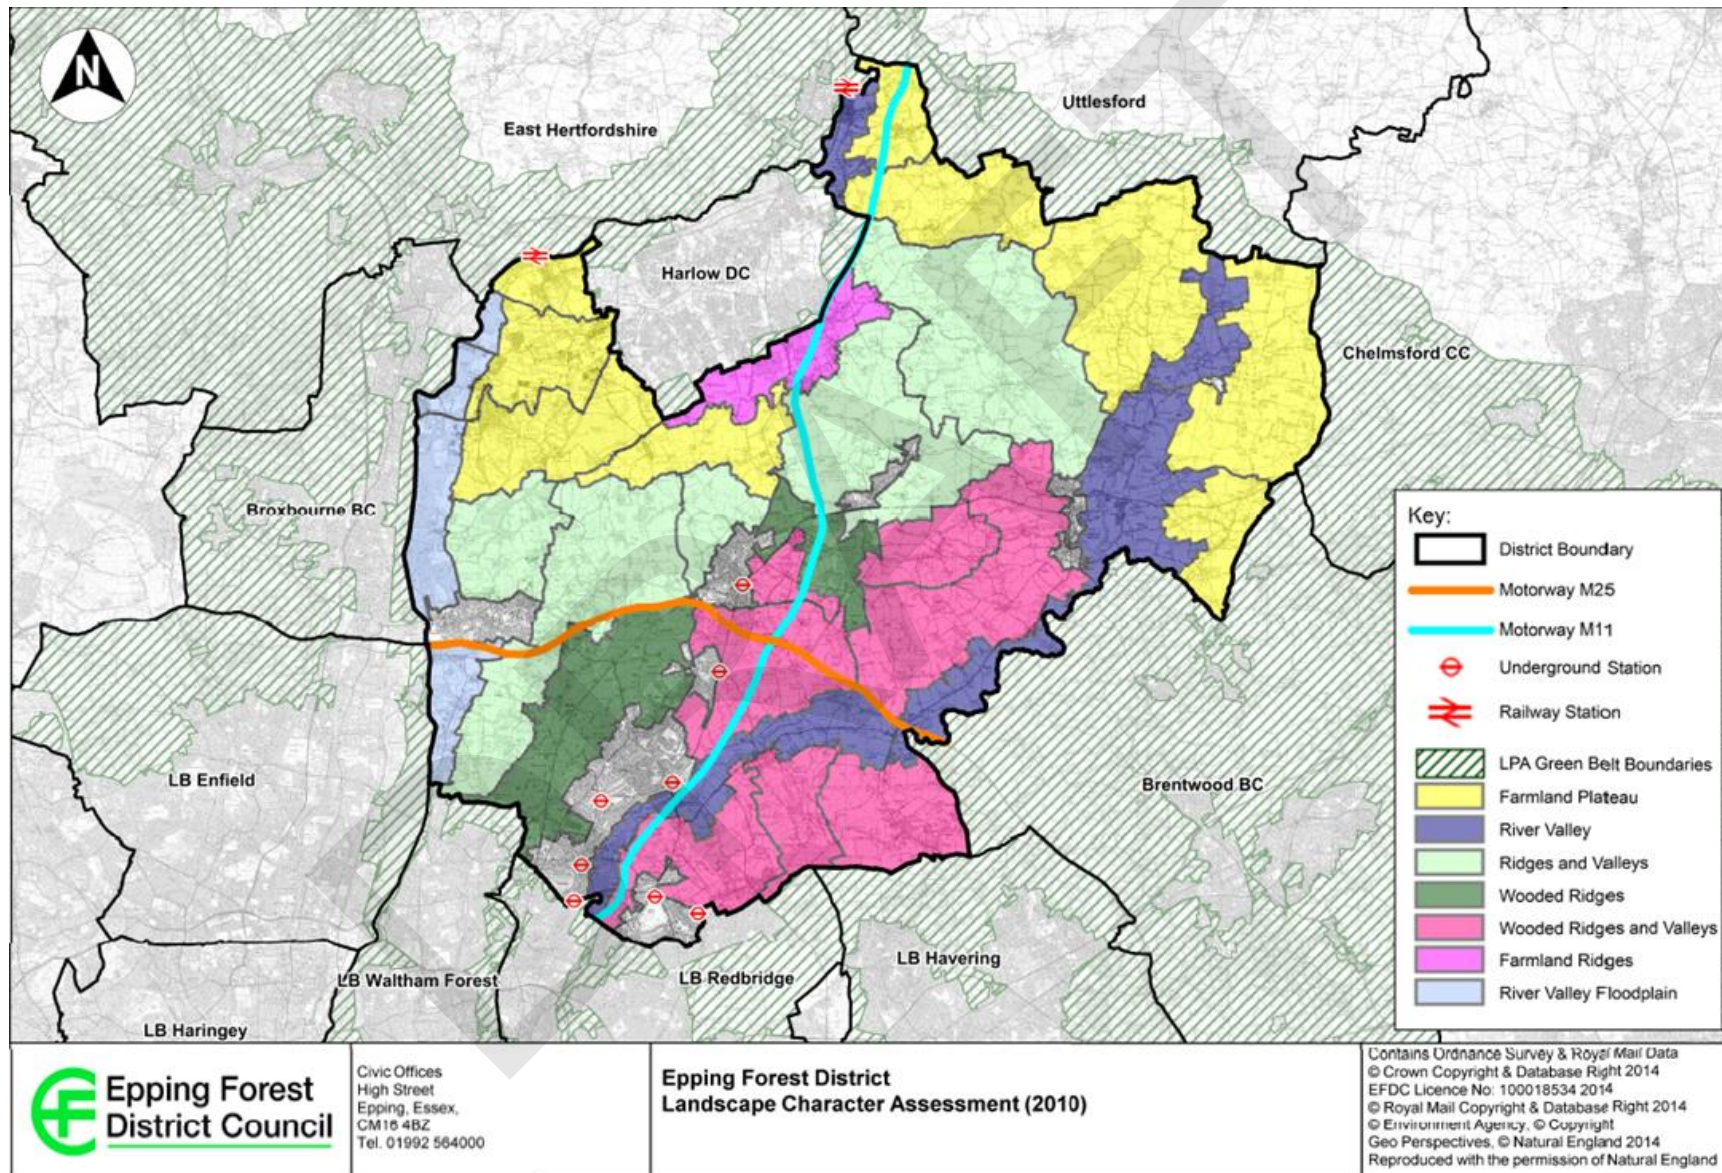 N
East Hertfordshire
Uttlesford
Harlow DC
Chelmsford CC
Broxbourne BC
LB Enfield
Brentwood BC
LB Havering
LB Redbridge
LB Waltham Forest
LB Haringey
DRAFT
Key:
District Boundary
Motorway M25
Motorway M11
Underground Station
Railway Station
LPA Green Belt Boundaries
Farmland Plateau
River Valley
Ridges and Valleys
Wooded Ridges
Wooded Ridges and Valleys
Farmland Ridges
River Valley Floodplain
Epping Forest
District Council
Civic Offices
High Street
Epping, Essex,
CM16 4BZ
Tel. 01992 564000
Epping Forest District
Landscape Character Assessment (2010)
Contains Ordnance Survey & Royal Mail Data
© Crown Copyright & Database Right 2014
EFDC Licence No: 100018534 2014
© Royal Mail Copyright & Database Right 2014
© Environment Agency, © Copyright
Geo Perspectives, © Natural England 2014
Reproduced with the permission of Natural England